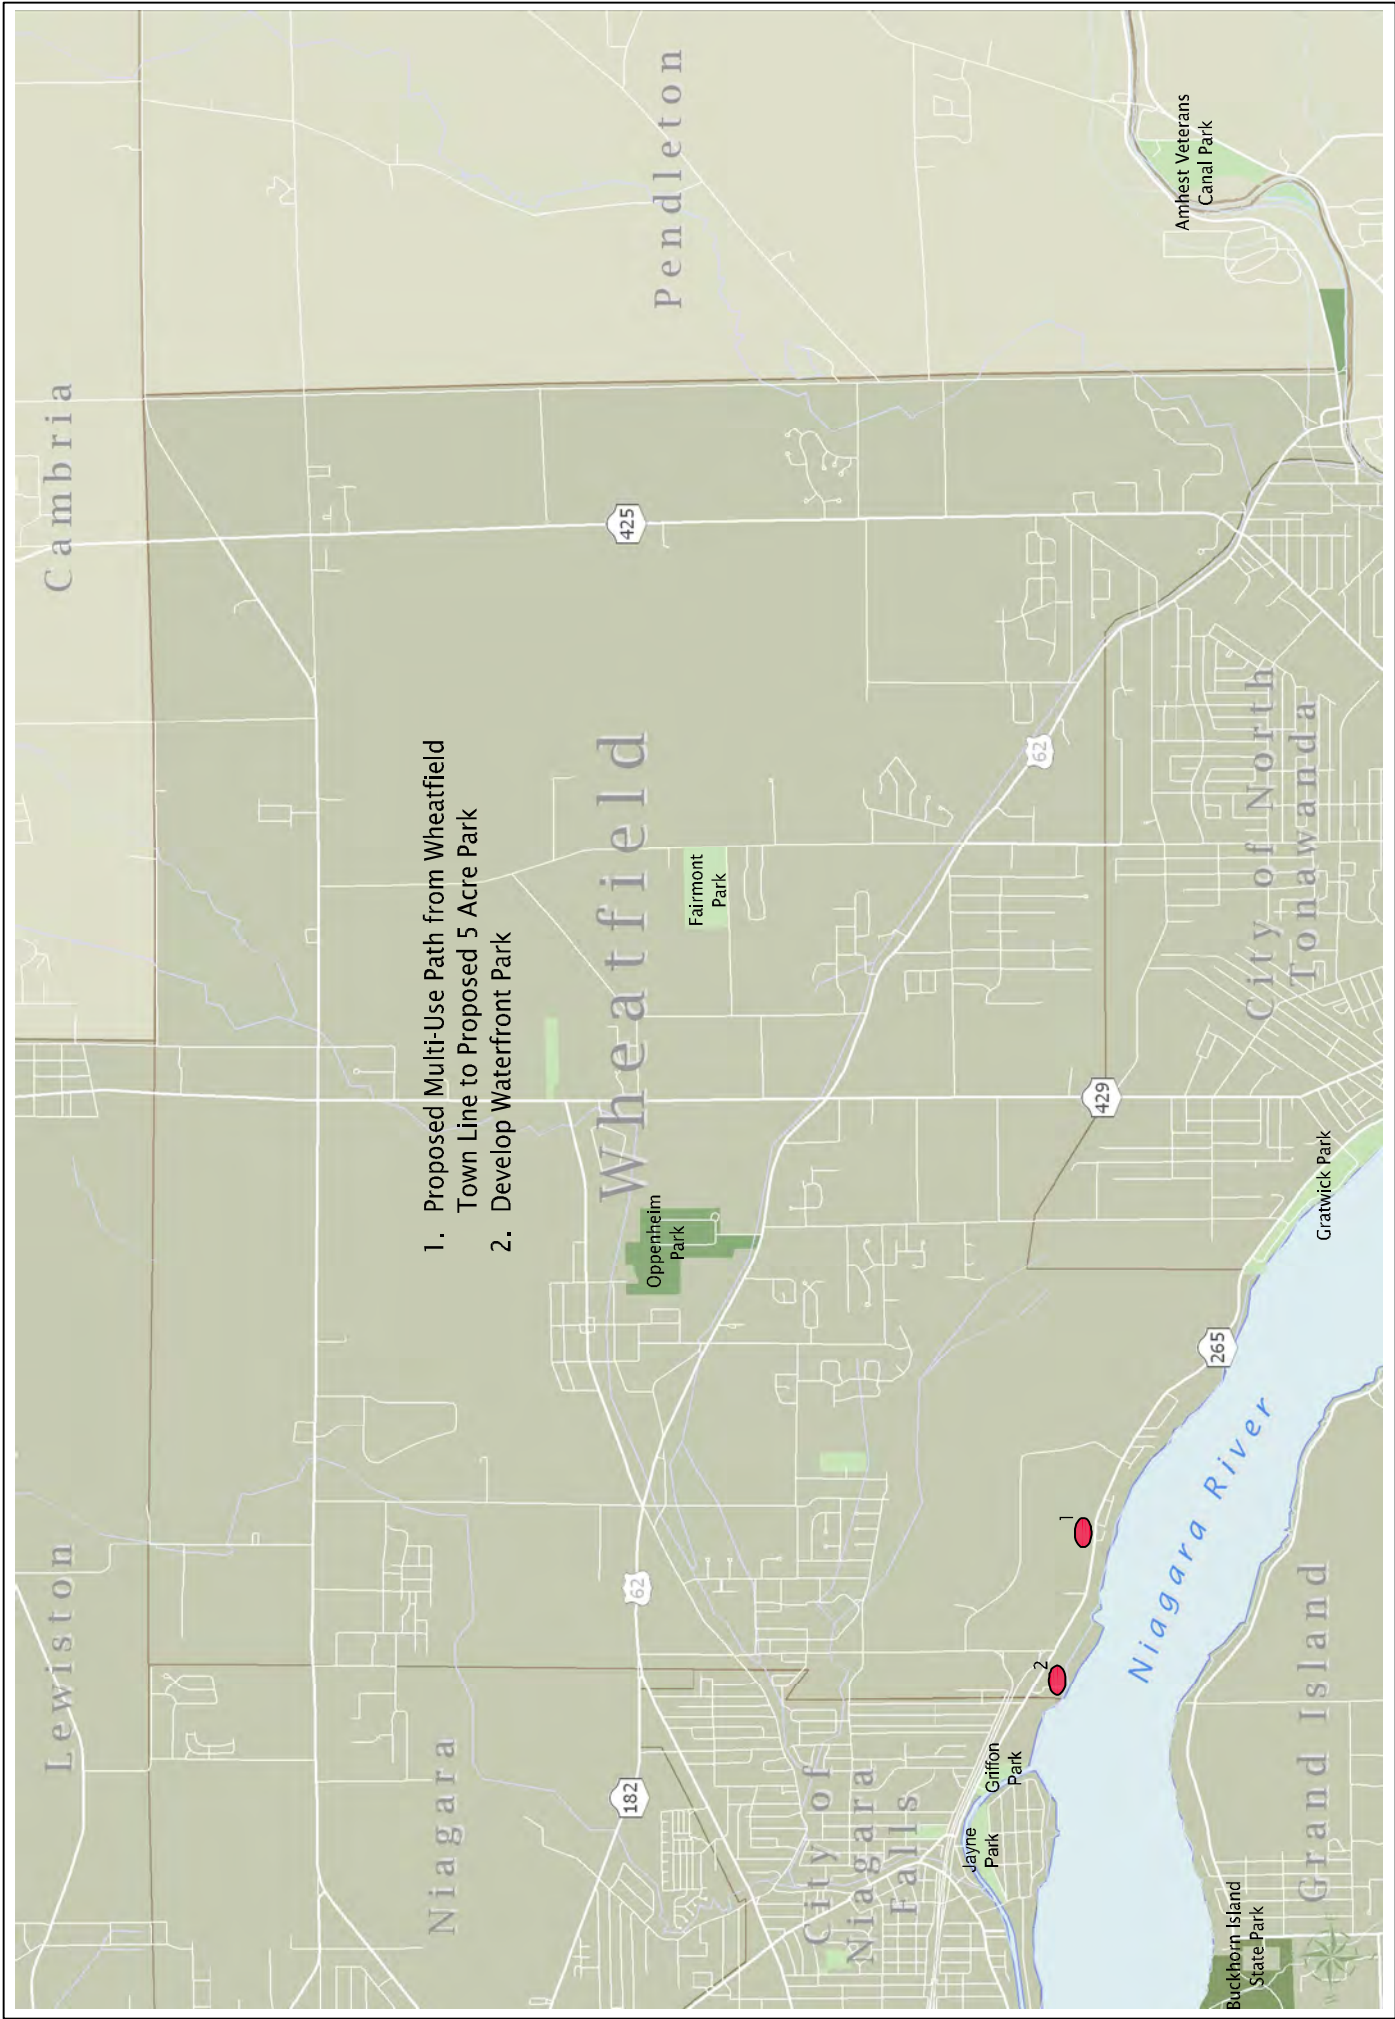 Lewiston
Cambria
Pendleton
Niagara
Wheatfield
1. Proposed Multi-Use Path from Wheatfield
Town Line to Proposed 5 Acre Park
2. Develop Waterfront Park
182
62
425
Oppenheim
Park
Fairmont
Park
City of
Niagara
Falls
Jayne
Park
Griffon
Park
2
1
62
429
265
Amhest Veterans
Canal Park
City of North
Tonawanda
Gratwick Park
Niagara River
Buckhorn Island
State Park
Grand Island